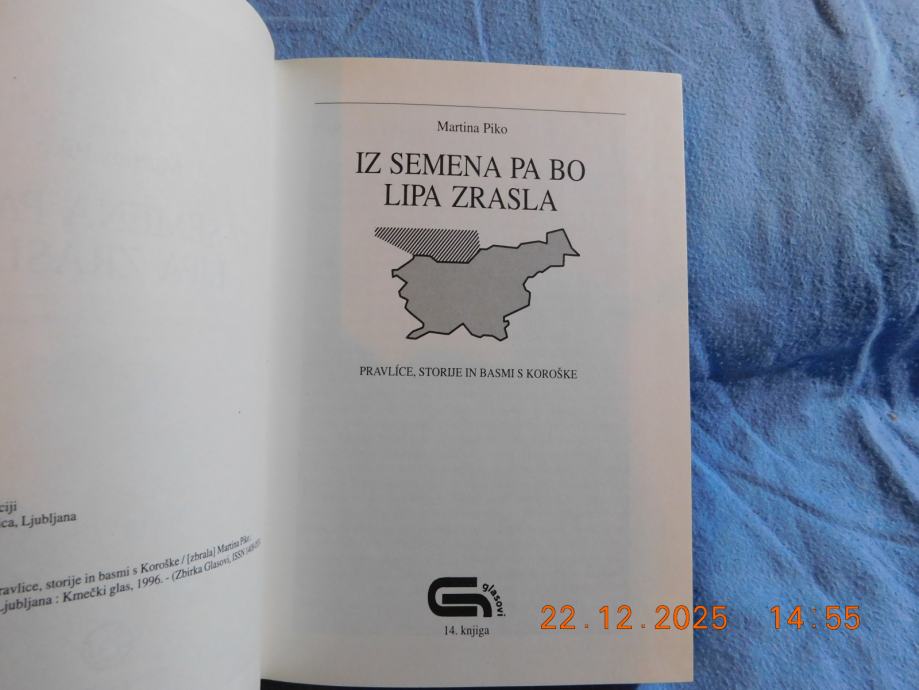 Martina Piko
IZ SEMENA PA BO
LIPA ZRASLA
PRAVLÍCE, STORIJE IN BASMI S KOROŠKE
glasovi
14. knjiga
ciji
ca, Ljubljana
ravlice, storije in basmi s Koroške / [zbrala] Martina Piko.
Ljubljana : Kmečki glas, 1996. - (Zbirka Glasovi, ISSN
22.12.2025 14:55